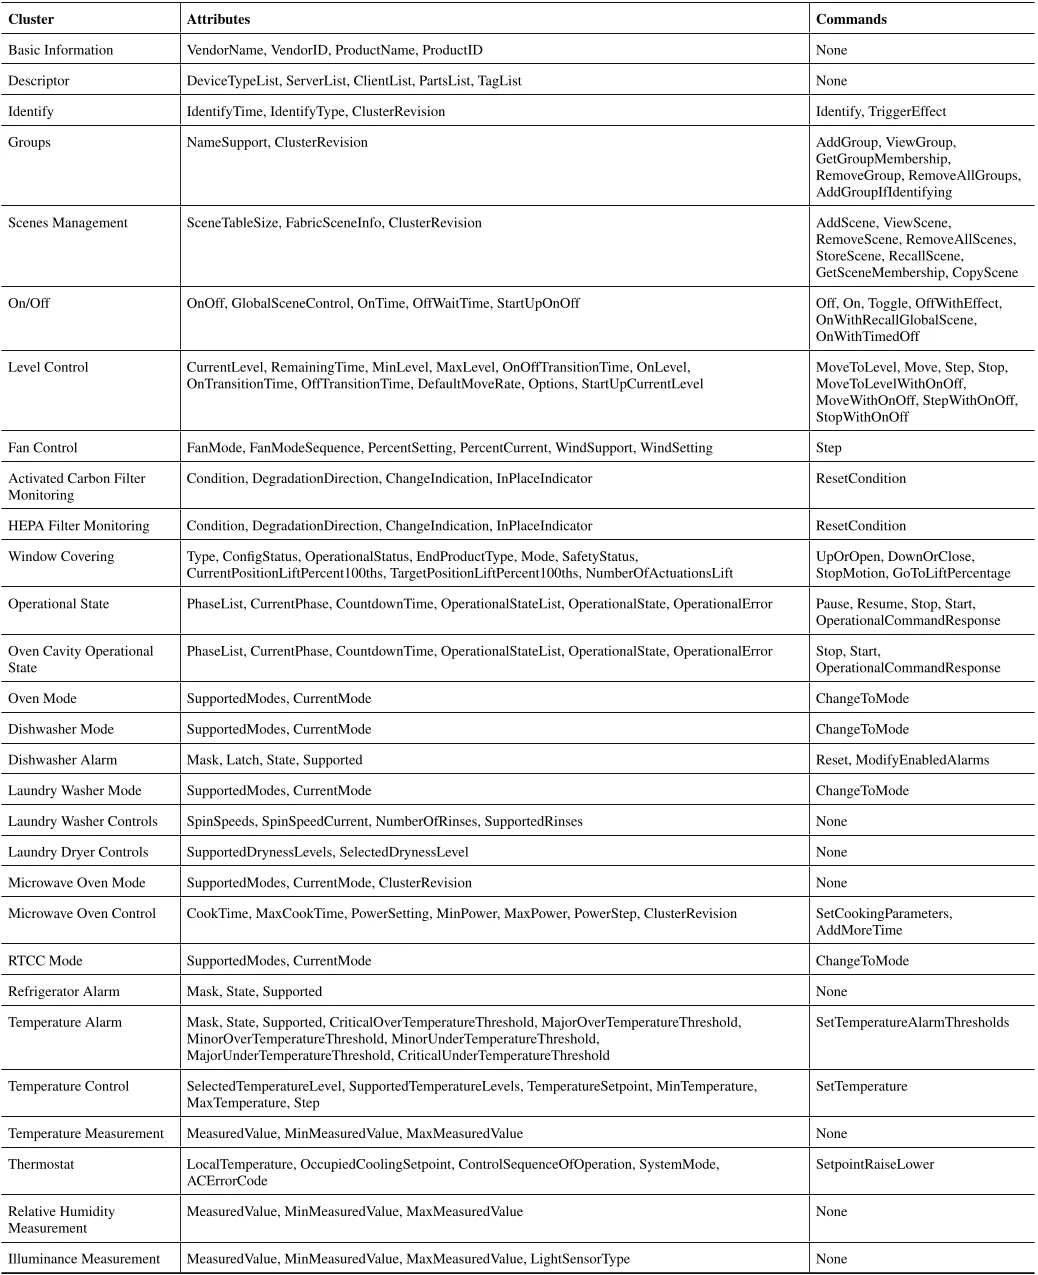 Cluster Attributes Commands
Basic Information VendorName, VendorID, ProductName, ProductID None
Descriptor DeviceTypeList, ServerList, ClientList, PartsList, TagList None
Identify IdentifyTime, IdentifyType, ClusterRevision Identify, TriggerEffect
Groups NameSupport, ClusterRevision AddGroup, ViewGroup,
GetGroupMembership,
RemoveGroup, RemoveAllGroups,
AddGroupIfIdentifying
Scenes Management SceneTableSize, FabricSceneInfo, ClusterRevision AddScene, ViewScene,
RemoveScene, RemoveAllScenes,
StoreScene, RecallScene,
GetSceneMembership, CopyScene
On/Off OnOff, GlobalSceneControl, OnTime, OffWaitTime, StartUpOnOff Off, On, Toggle, OffWithEffect,
OnWithRecallGlobalScene,
OnWithTimedOff
Level Control CurrentLevel, RemainingTime, MinLevel, MaxLevel, OnOffTransitionTime, OnLevel, MoveToLevel, Move, Step, Stop,
OnTransitionTime, OffTransitionTime, DefaultMoveRate, Options, StartUpCurrentLevel MoveToLevelWithOnOff,
MoveWithOnOff, StepWithOnOff,
StopWithOnOff
Fan Control FanMode, FanModeSequence, PercentSetting, PercentCurrent, WindSupport, WindSetting Step
Activated Carbon Filter Condition, DegradationDirection, ChangeIndication, InPlaceIndicator ResetCondition
Monitoring
HEPA Filter Monitoring Condition, DegradationDirection, ChangeIndication, InPlaceIndicator ResetCondition
Window Covering Type, ConfigStatus, OperationalStatus, EndProductType, Mode, SafetyStatus, UpOrOpen, DownOrClose,
CurrentPositionLiftPercent100ths, TargetPositionLiftPercent100ths, NumberOfActuationsLift StopMotion, GoToLiftPercentage
Operational State PhaseList, CurrentPhase, CountdownTime, OperationalStateList, OperationalState, OperationalError Pause, Resume, Stop, Start,
OperationalCommandResponse
Oven Cavity Operational PhaseList, CurrentPhase, CountdownTime, OperationalStateList, OperationalState, OperationalError Stop, Start,
State OperationalCommandResponse
Oven Mode SupportedModes, CurrentMode ChangeToMode
Dishwasher Mode SupportedModes, CurrentMode ChangeToMode
Dishwasher Alarm Mask, Latch, State, Supported Reset, ModifyEnabledAlarms
Laundry Washer Mode SupportedModes, CurrentMode ChangeToMode
Laundry Washer Controls SpinSpeeds, SpinSpeedCurrent, NumberOfRinses, SupportedRinses None
Laundry Dryer Controls SupportedDrynessLevels, SelectedDrynessLevel None
Microwave Oven Mode SupportedModes, CurrentMode, ClusterRevision None
Microwave Oven Control CookTime, MaxCookTime, PowerSetting, MinPower, MaxPower, PowerStep, ClusterRevision SetCookingParameters,
AddMoreTime
RTCC Mode SupportedModes, CurrentMode ChangeToMode
Refrigerator Alarm Mask, State, Supported None
Temperature Alarm Mask, State, Supported, CriticalOverTemperatureThreshold, MajorOverTemperatureThreshold, SetTemperatureAlarmThresholds
MinorOverTemperatureThreshold, MinorUnderTemperatureThreshold,
MajorUnderTemperatureThreshold, CriticalUnderTemperatureThreshold
Temperature Control SelectedTemperatureLevel, SupportedTemperatureLevels, TemperatureSetpoint, MinTemperature, SetTemperature
MaxTemperature, Step
Temperature Measurement MeasuredValue, MinMeasuredValue, MaxMeasuredValue None
Thermostat LocalTemperature, OccupiedCoolingSetpoint, ControlSequenceOfOperation, SystemMode, SetpointRaiseLower
ACErrorCode
Relative Humidity MeasuredValue, MinMeasuredValue, MaxMeasuredValue None
Measurement
Illuminance Measurement MeasuredValue, MinMeasuredValue, MaxMeasuredValue, LightSensorType None